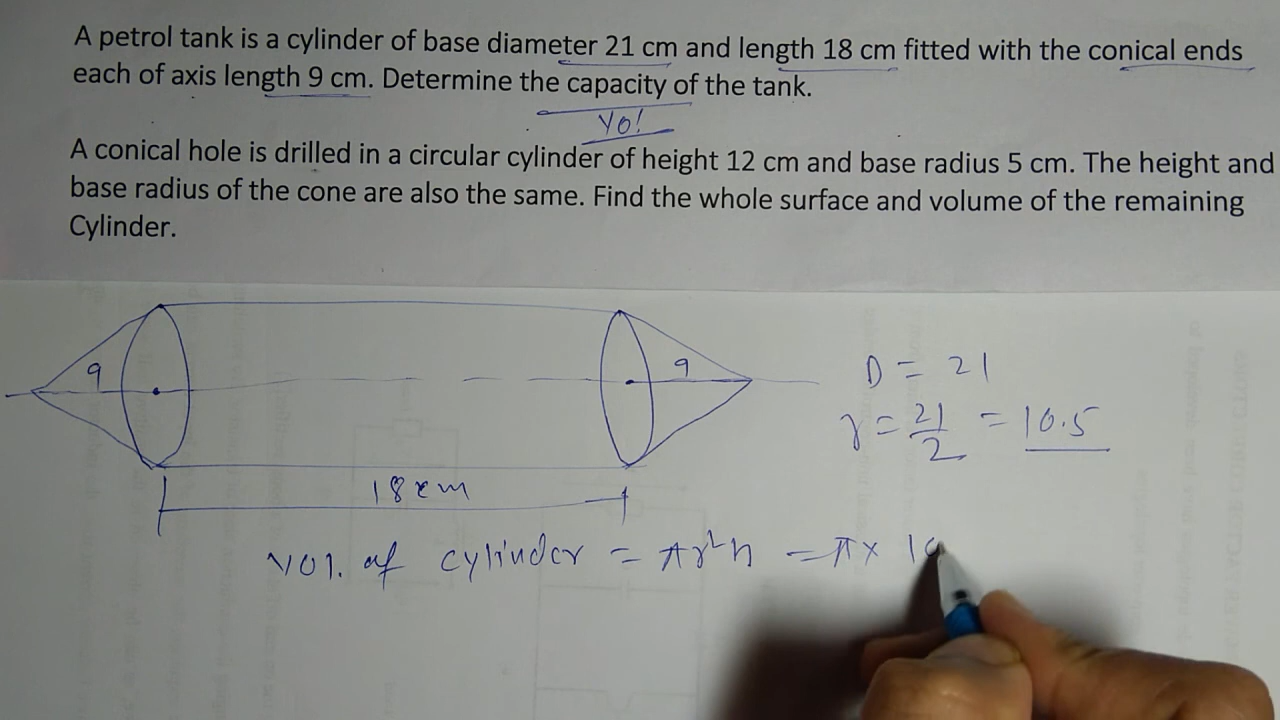 A petrol tank is a cylinder of base diameter 21 cm and length 18 cm fitted with the conical ends
each of axis length 9 cm. Determine the capacity of the tank.
Vol
A conical hole is drilled in a circular cylinder of height 12 cm and base radius 5 cm. The height and
base radius of the cone are also the same. Find the whole surface and volume of the remaining
Cylinder.
9
9
D = 21
r = 21/2 = 10.5
18 cm
Vol. of cylinder = πr²h = π× 10